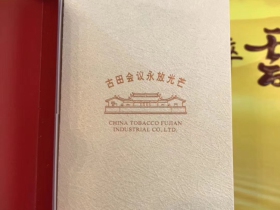 古田会议永放光芒
CHINA TOBACCO FUJIAN
INDUSTRIAL CO., LTD.